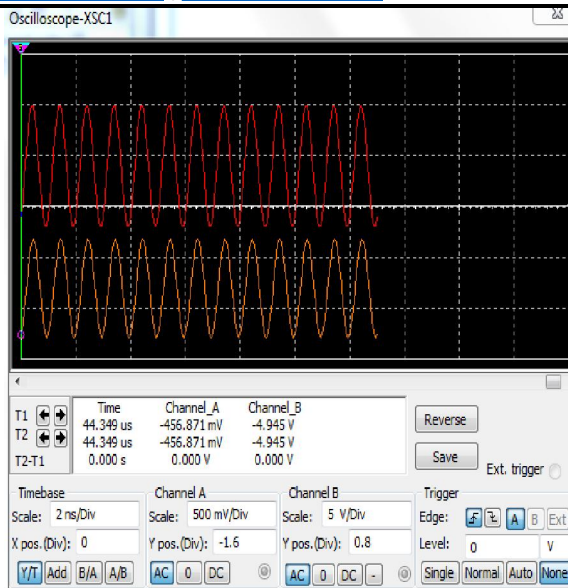 Oscilloscope-XSC1
Time Channel_A Channel_B
T1 44.349 us -456.871 mV -4.945 V
T2 44.349 us -456.871 mV -4.945 V
T2-T1 0.000 s 0.000 V 0.000 V
Reverse
Save
Ext. trigger
Timebase
Scale: 2 ns/Div
X pos.(Div): 0
Y/T Add B/A A/B
Channel A
Scale: 500 mV/Div
Y pos.(Div): -1.6
AC 0 DC
Channel B
Scale: 5 V/Div
Y pos.(Div): 0.8
AC 0 DC -
Trigger
Edge: A B Ext
Level: 0 V
Single Normal Auto None